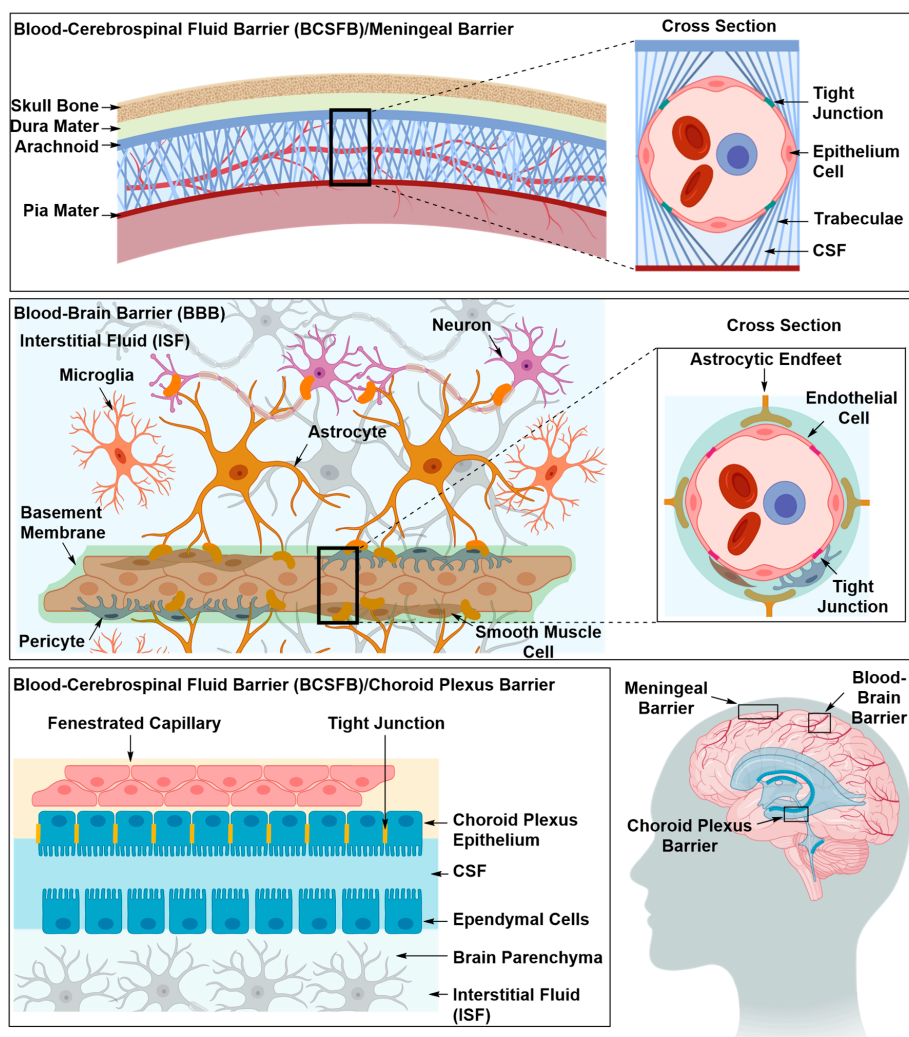 Blood-Cerebrospinal Fluid Barrier (BCSFB)/Meningeal Barrier
Cross Section
Skull Bone
Dura Mater
Arachnoid
Pia Mater
Tight
Junction
Epithelium
Cell
Trabeculae
CSF
Blood-Brain Barrier (BBB)
Interstitial Fluid (ISF)
Microglia
Neuron
Astrocyte
Basement
Membrane
Pericyte
Smooth Muscle
Cell
Cross Section
Astrocytic Endfeet
Endothelial
Cell
Tight
Junction
Blood-Cerebrospinal Fluid Barrier (BCSFB)/Choroid Plexus Barrier
Fenestrated Capillary
Tight Junction
Choroid Plexus
Epithelium
CSF
Ependymal Cells
Brain Parenchyma
Interstitial Fluid
(ISF)
Meningeal
Barrier
Blood-
Brain
Barrier
Choroid Plexus
Barrier